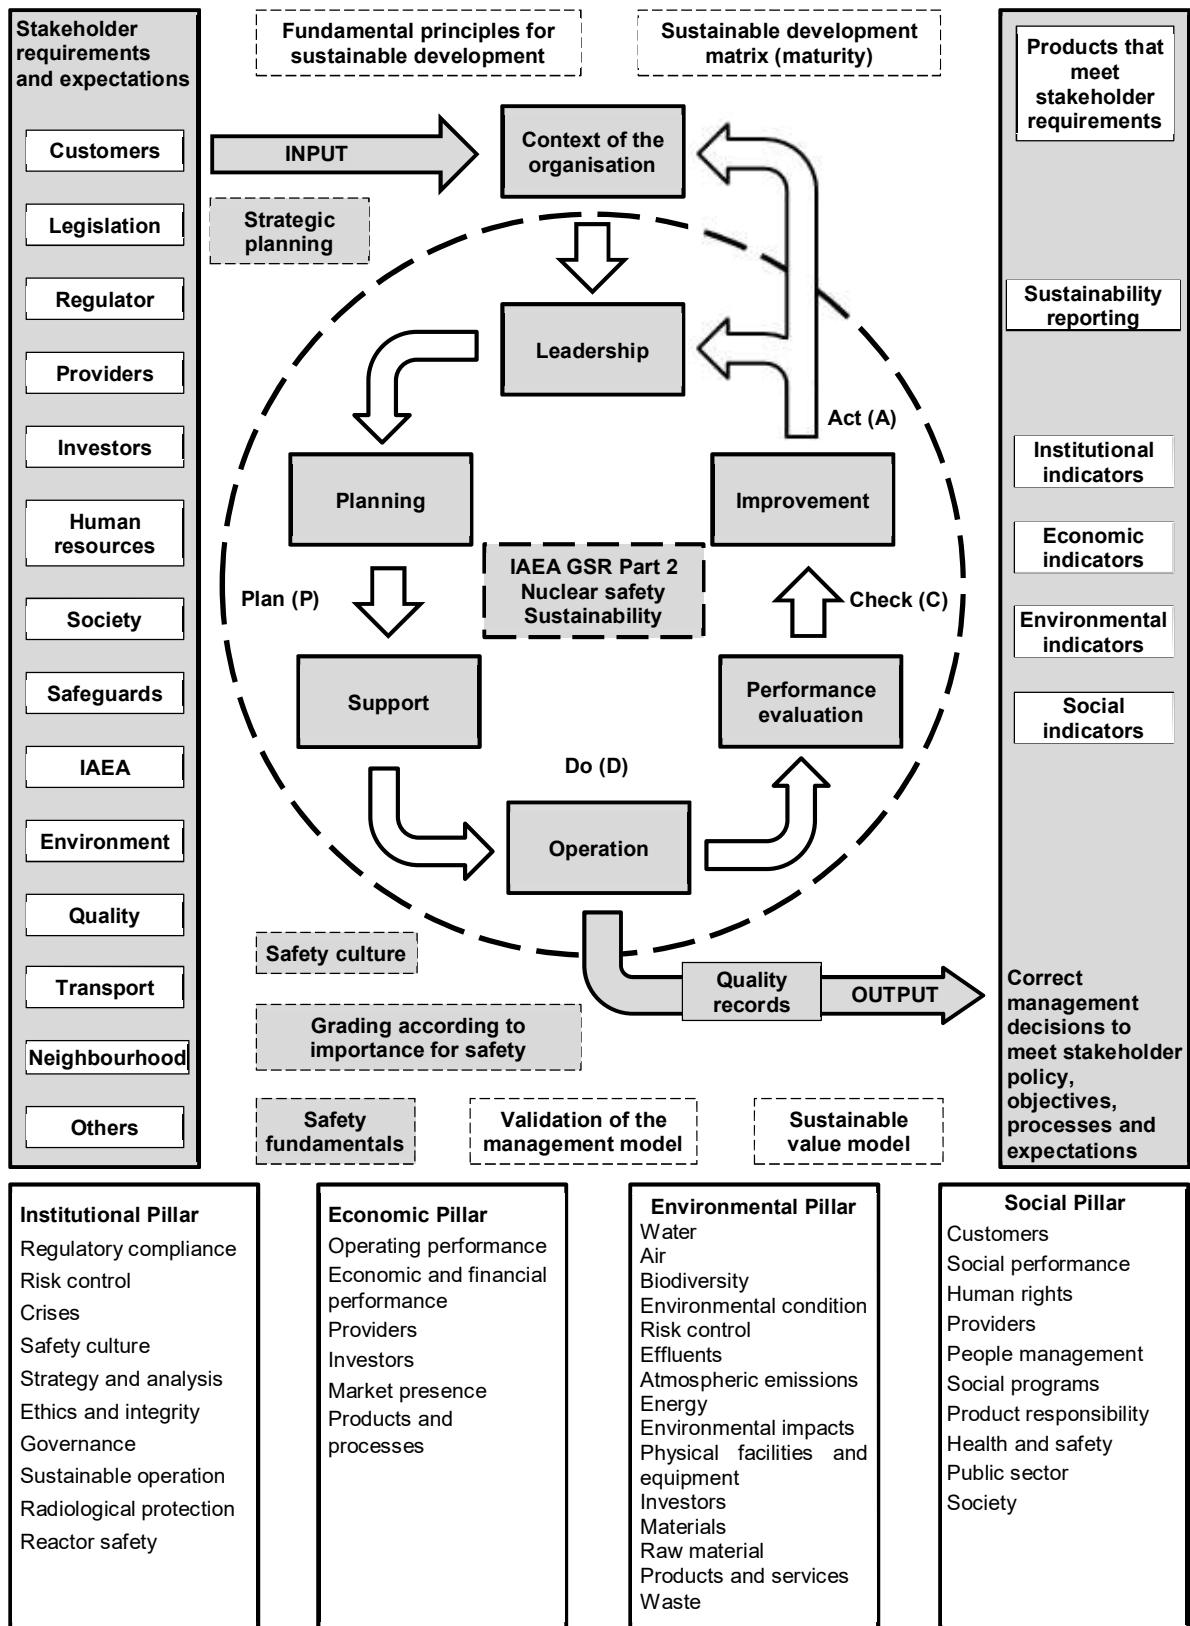 Stakeholder
requirements
and expectations
Customers
Legislation
Regulator
Providers
Investors
Human
resources
Society
Safeguards
IAEA
Environment
Quality
Transport
Neighbourhood
Others
Fundamental principles for
sustainable development
Sustainable development
matrix (maturity)
INPUT
Context of the
organisation
Strategic
planning
Leadership
Act (A)
Planning
Improvement
IAEA GSR Part 2
Nuclear safety
Sustainability
Plan (P)
Check (C)
Support
Performance
evaluation
Do (D)
Operation
Safety culture
Quality
records
OUTPUT
Grading according to
importance for safety
Safety
fundamentals
Validation of the
management model
Sustainable
value model
Products that
meet
stakeholder
requirements
Sustainability
reporting
Institutional
indicators
Economic
indicators
Environmental
indicators
Social
indicators
Correct
management
decisions to
meet stakeholder
policy,
objectives,
processes and
expectations
Institutional Pillar
Regulatory compliance
Risk control
Crises
Safety culture
Strategy and analysis
Ethics and integrity
Governance
Sustainable operation
Radiological protection
Reactor safety
Economic Pillar
Operating performance
Economic and financial
performance
Providers
Investors
Market presence
Products and
processes
Environmental Pillar
Water
Air
Biodiversity
Environmental condition
Risk control
Effluents
Atmospheric emissions
Energy
Environmental impacts
Physical facilities and
equipment
Investors
Materials
Raw material
Products and services
Waste
Social Pillar
Customers
Social performance
Human rights
Providers
People management
Social programs
Product responsibility
Health and safety
Public sector
Society